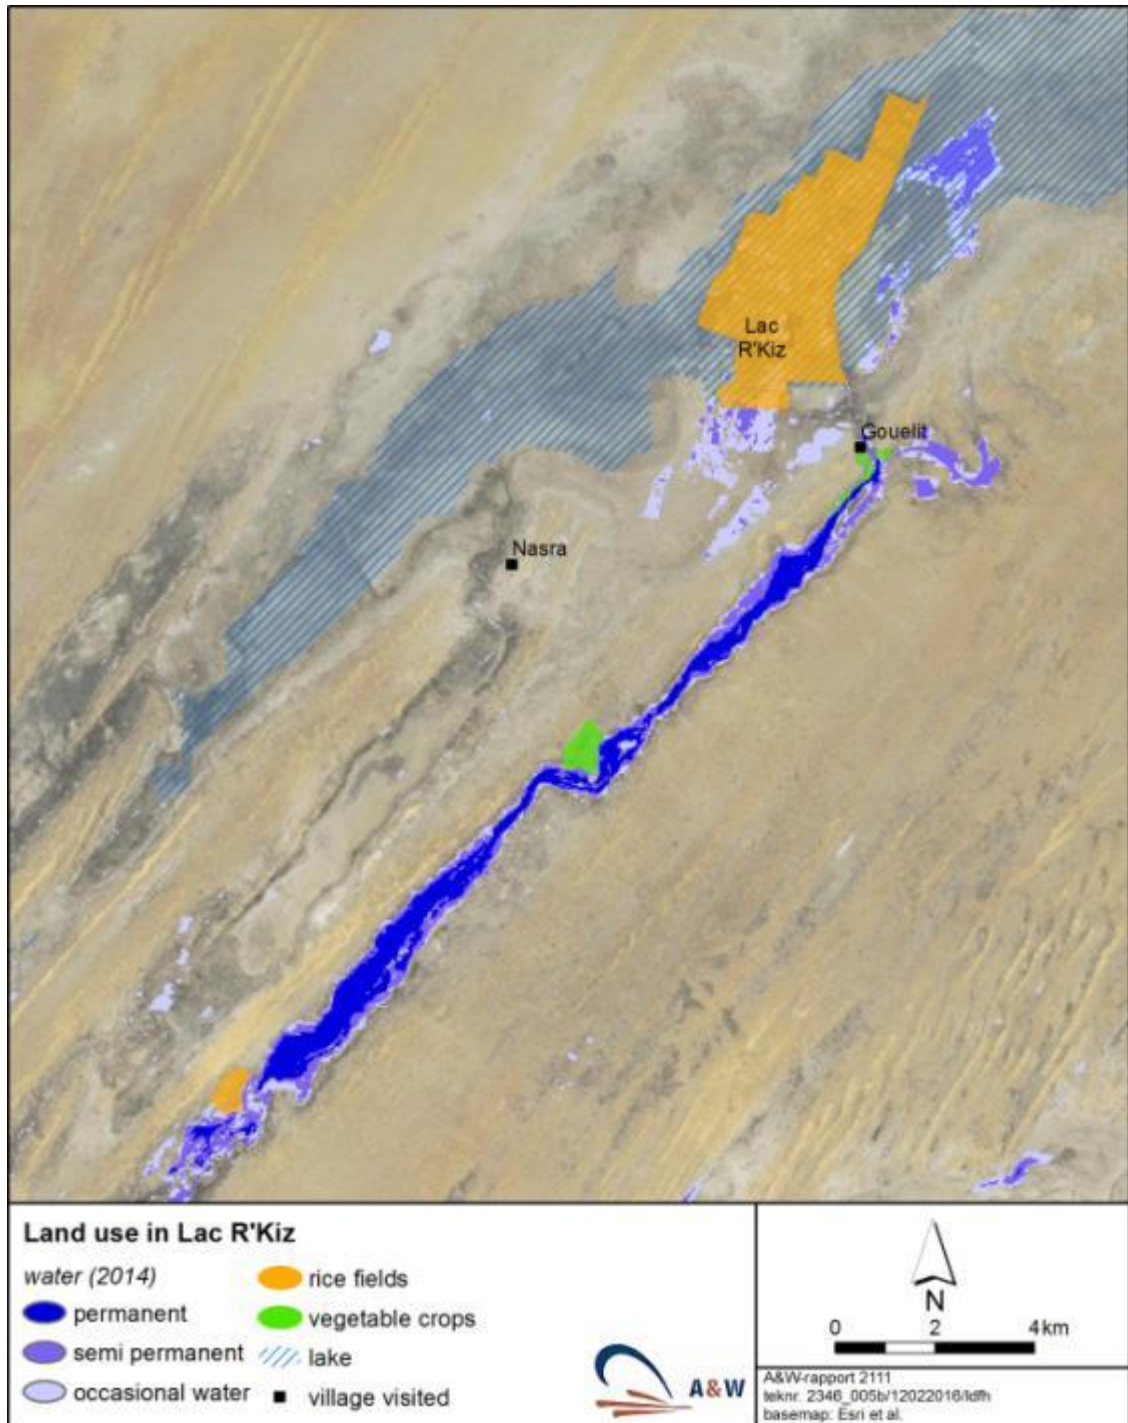 Lac
R'Kiz
Gouelit
Nasra
Land use in Lac R'Kiz
water (2014)
permanent
semi permanent
occasional water
rice fields
vegetable crops
lake
village visited
A&W
N
0 2 4 km
A&W-rapport 2111
teknr. 2346_005b/12022016/ldfh
basemap: Esri et al.